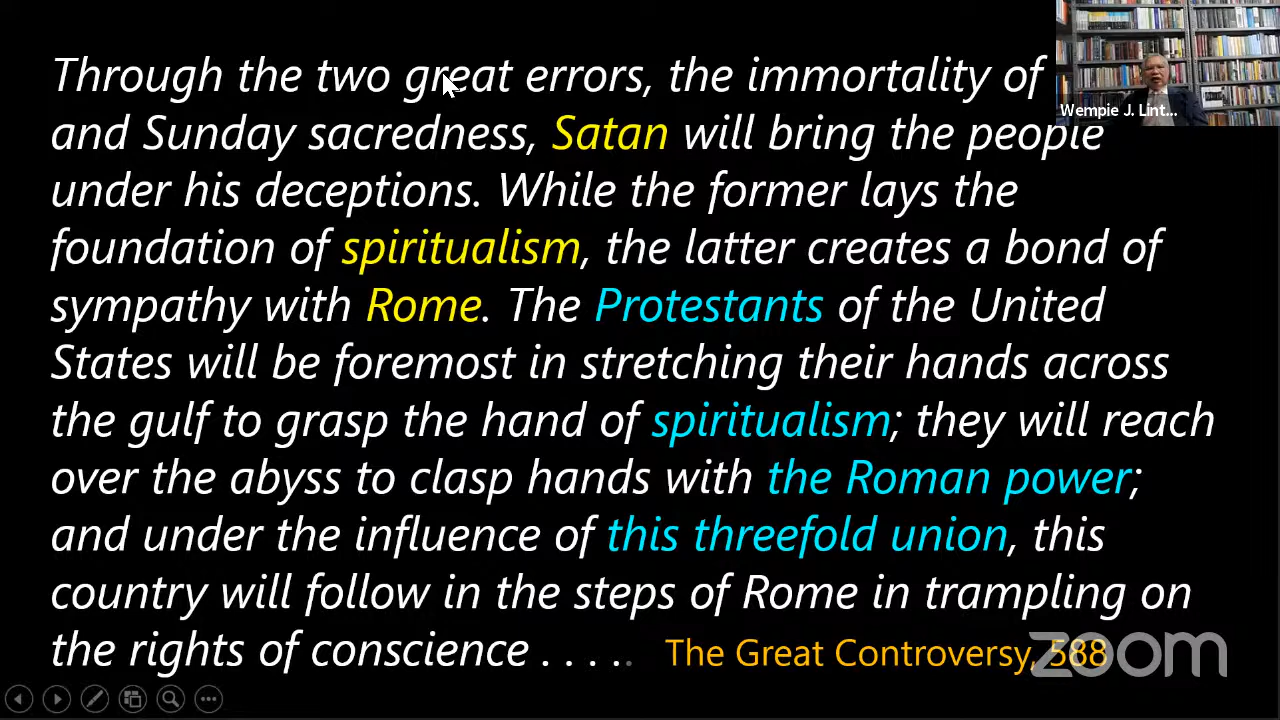 Through the two great errors, the immortality of
and Sunday sacredness, Satan will bring the people
under his deceptions. While the former lays the
foundation of spiritualism, the latter creates a bond of
sympathy with Rome. The Protestants of the United
States will be foremost in stretching their hands across
the gulf to grasp the hand of spiritualism; they will reach
over the abyss to clasp hands with the Roman power;
and under the influence of this threefold union, this
country will follow in the steps of Rome in trampling on
the rights of conscience . . . . .
The Great Controversy, 588
Wempie J. Lint...
zoom